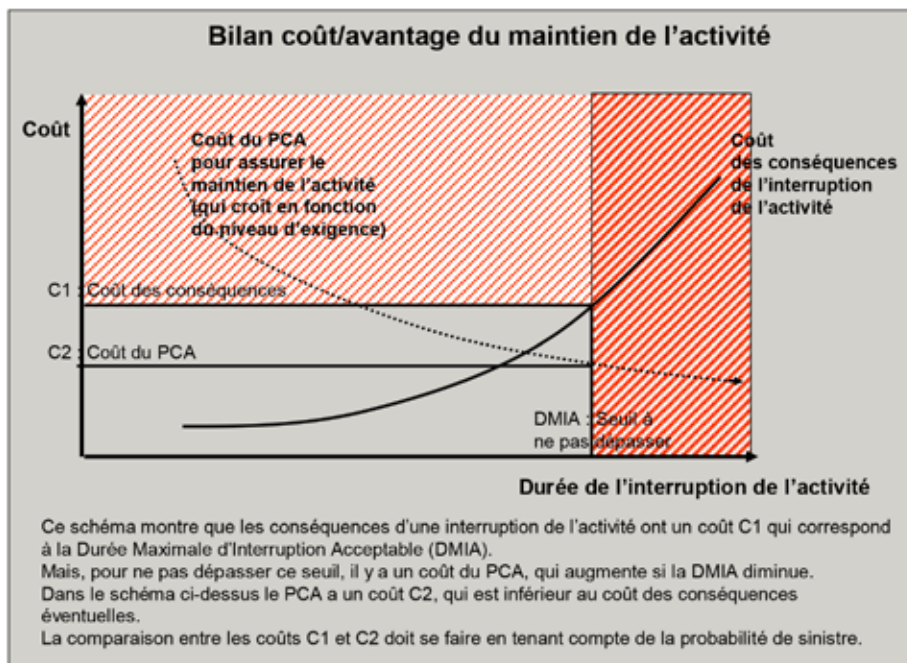 Bilan coût/avantage du maintien de l'activité
Coût
Coût du PCA
pour assurer le
maintien de l'activité
(qui croît en fonction
du niveau d'exigence)
Coût
des conséquences
de l'interruption
de l'activité
C1 : Coût des conséquences
C2 : Coût du PCA
DMIA : Seuil à
ne pas dépasser
Durée de l'interruption de l'activité
Ce schéma montre que les conséquences d'une interruption de l'activité ont un coût C1 qui correspond
à la Durée Maximale d'Interruption Acceptable (DMIA).
Mais, pour ne pas dépasser ce seuil, il y a un coût du PCA, qui augmente si la DMIA diminue.
Dans le schéma ci-dessus le PCA a un coût C2, qui est inférieur au coût des conséquences
éventuelles.
La comparaison entre les coûts C1 et C2 doit se faire en tenant compte de la probabilité de sinistre.